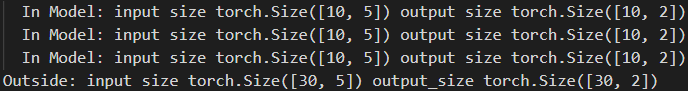 In Model: input size torch.Size([10, 5]) output size torch.Size([10, 2])
In Model: input size torch.Size([10, 5]) output size torch.Size([10, 2])
In Model: input size torch.Size([10, 5]) output size torch.Size([10, 2])
Outside: input size torch.Size([30, 5]) output_size torch.Size([30, 2])